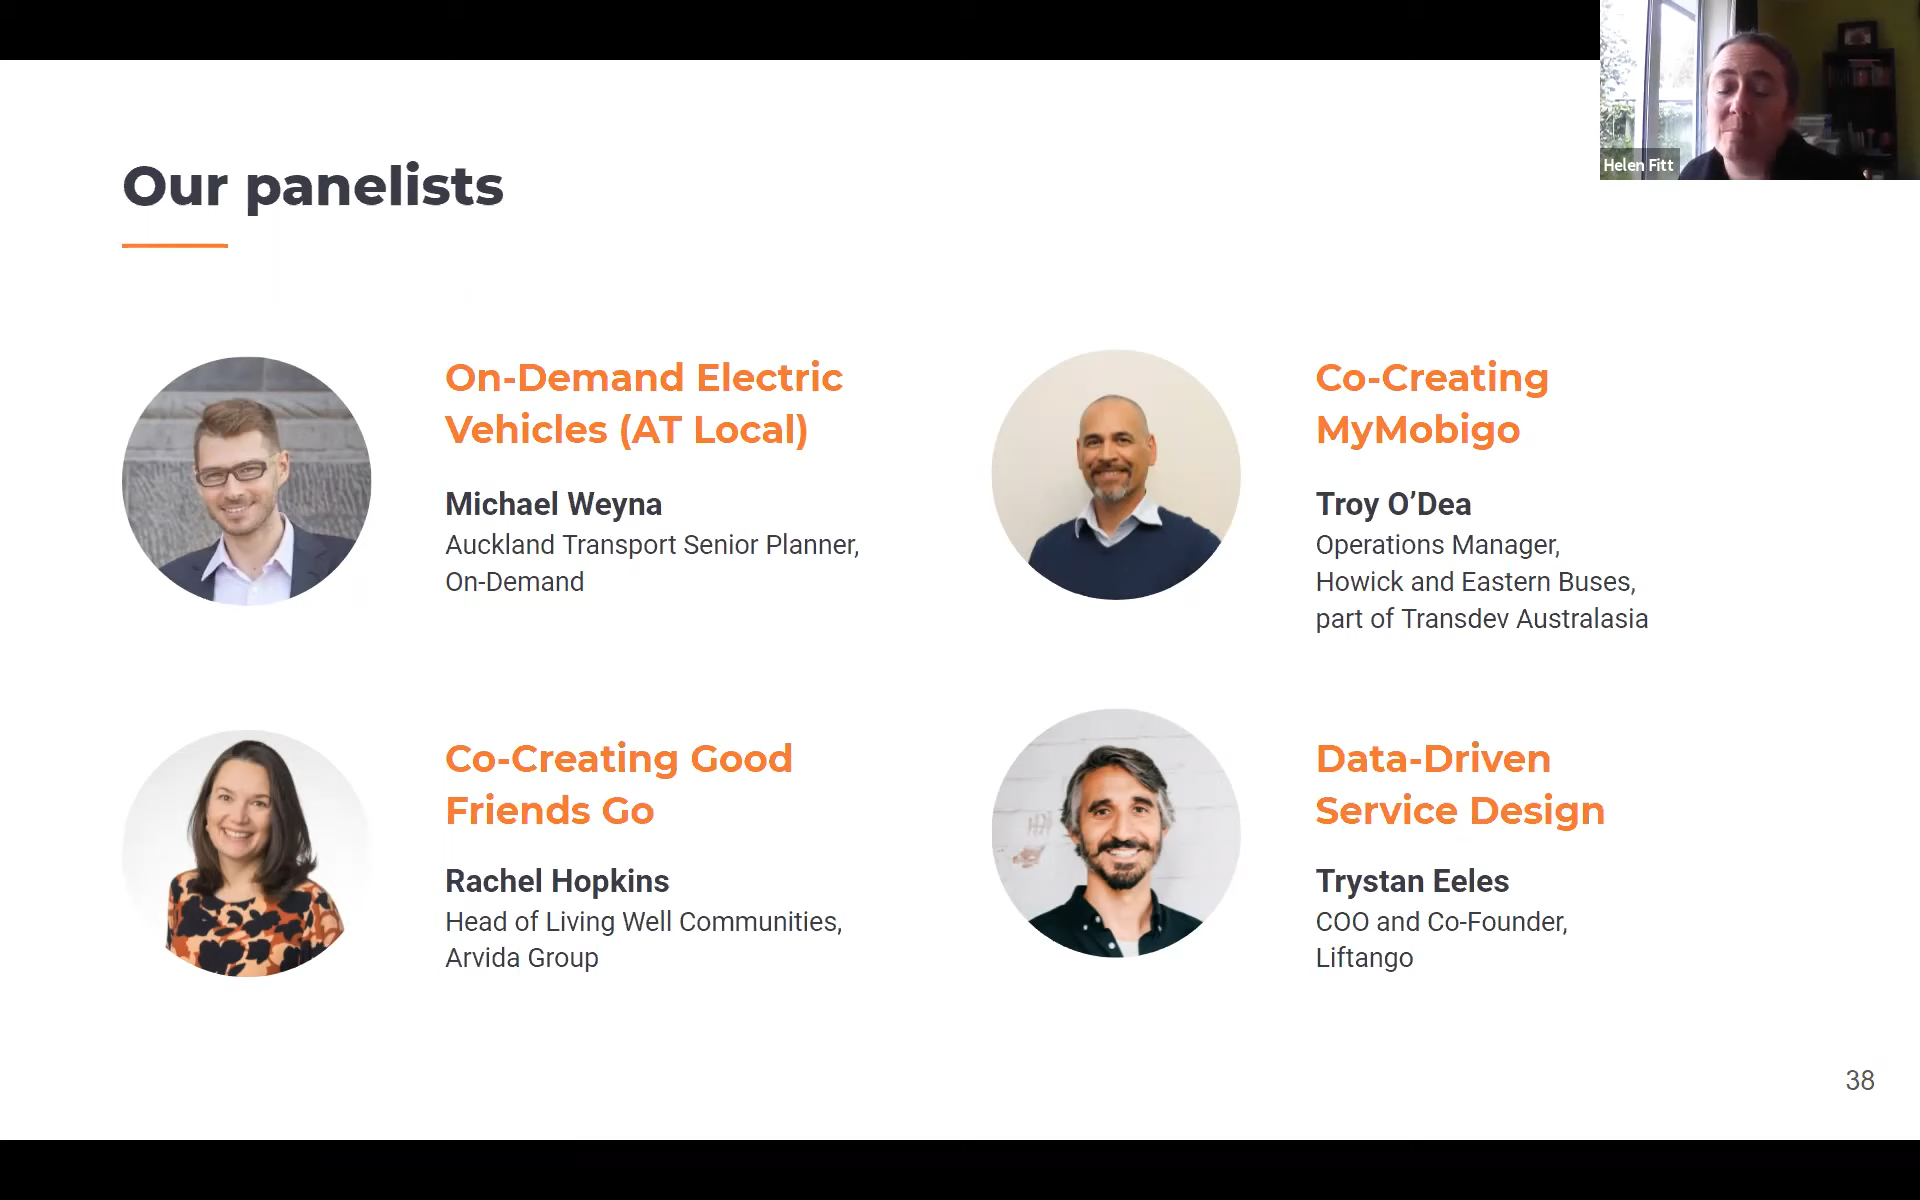 Helen Fitt
Our panelists
On-Demand Electric
Vehicles (AT Local)
Michael Weyna
Auckland Transport Senior Planner,
On-Demand
Co-Creating
MyMobigo
Troy O’Dea
Operations Manager,
Howick and Eastern Buses,
part of Transdev Australasia
Co-Creating Good
Friends Go
Rachel Hopkins
Head of Living Well Communities,
Arvida Group
Data-Driven
Service Design
Trystan Eeles
COO and Co-Founder,
Liftango
38